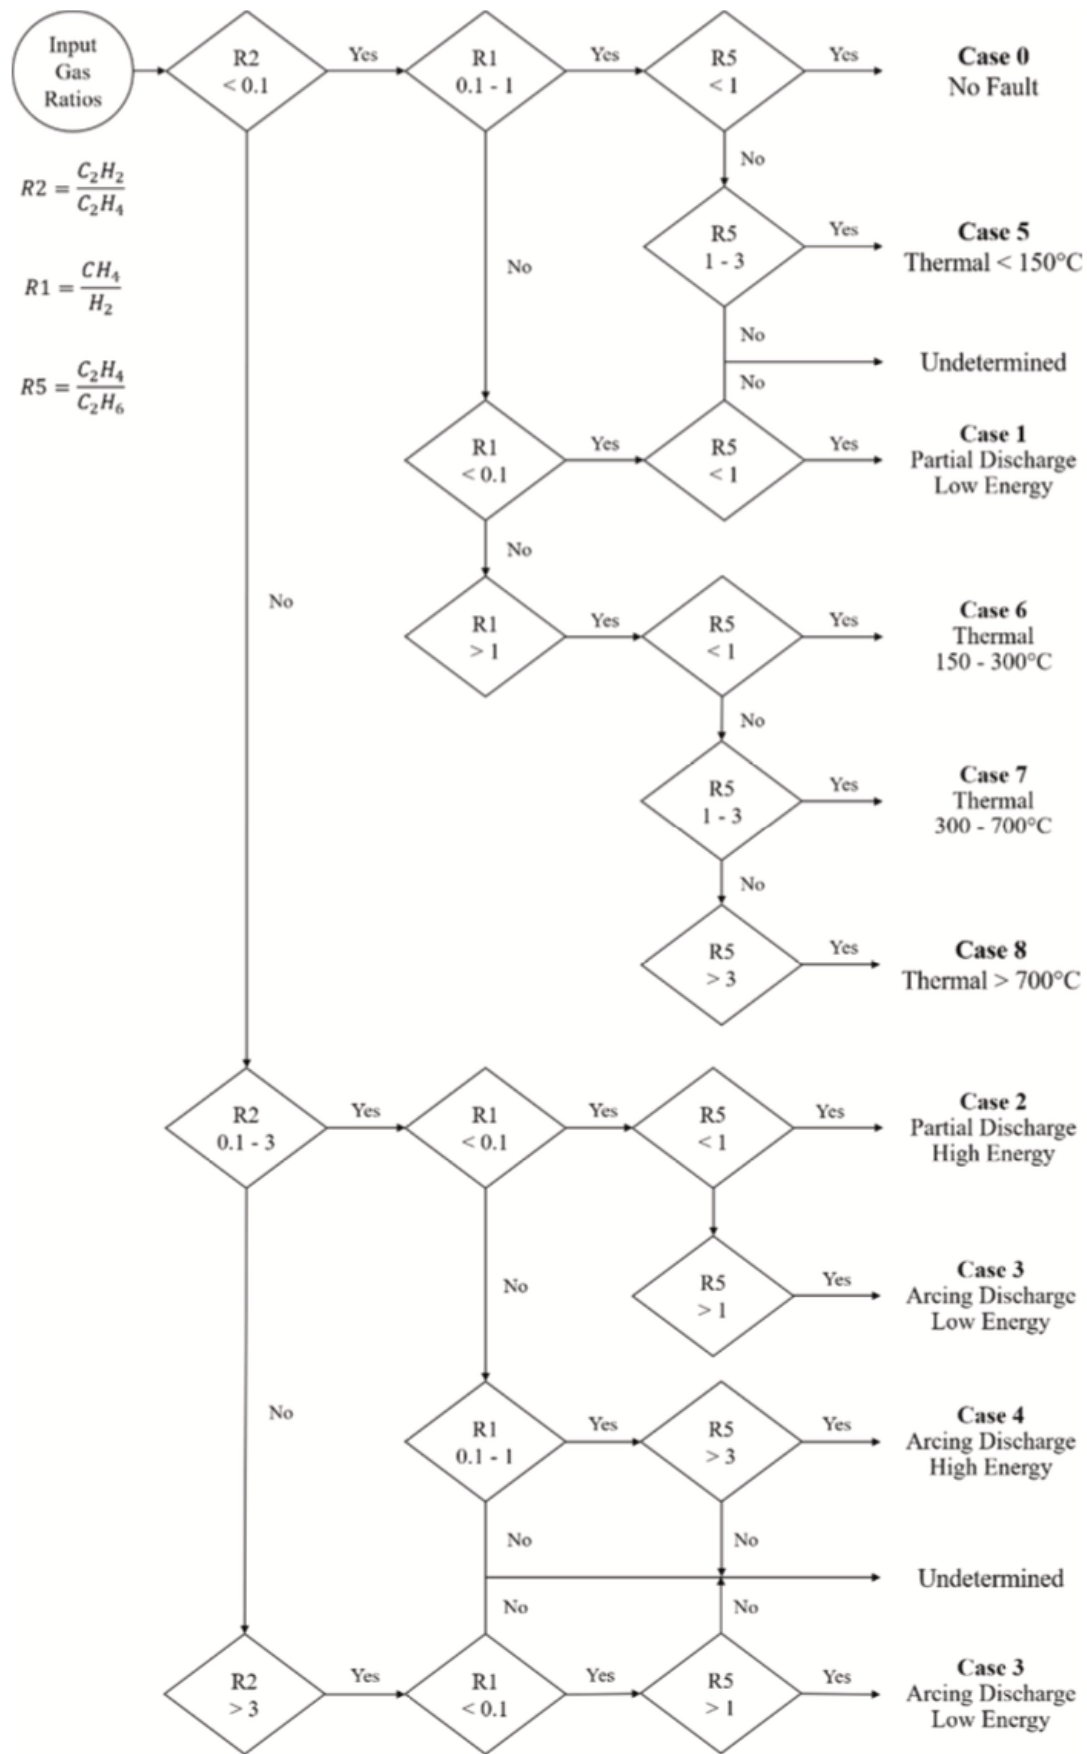 Input
Gas
Ratios
R2
< 0.1
Yes
R1
0.1 - 1
Yes
R5
< 1
Yes
Case 0
No Fault
R2 = C₂H₂ / C₂H₄
No
R5
1 - 3
Yes
Case 5
Thermal < 150°C
R1 = CH₄ / H₂
No
No
Undetermined
R5 = C₂H₄ / C₂H₆
No
R1
< 0.1
Yes
R5
< 1
Yes
Case 1
Partial Discharge
Low Energy
No
No
R1
> 1
Yes
R5
< 1
Yes
Case 6
Thermal
150 - 300°C
No
R5
1 - 3
Yes
Case 7
Thermal
300 - 700°C
No
R5
> 3
Yes
Case 8
Thermal > 700°C
R2
0.1 - 3
Yes
R1
< 0.1
Yes
R5
< 1
Yes
Case 2
Partial Discharge
High Energy
No
R5
> 1
Yes
Case 3
Arcing Discharge
Low Energy
No
R1
0.1 - 1
Yes
R5
> 3
Yes
Case 4
Arcing Discharge
High Energy
No
No
Undetermined
No
No
R2
> 3
Yes
R1
< 0.1
Yes
R5
> 1
Yes
Case 3
Arcing Discharge
Low Energy